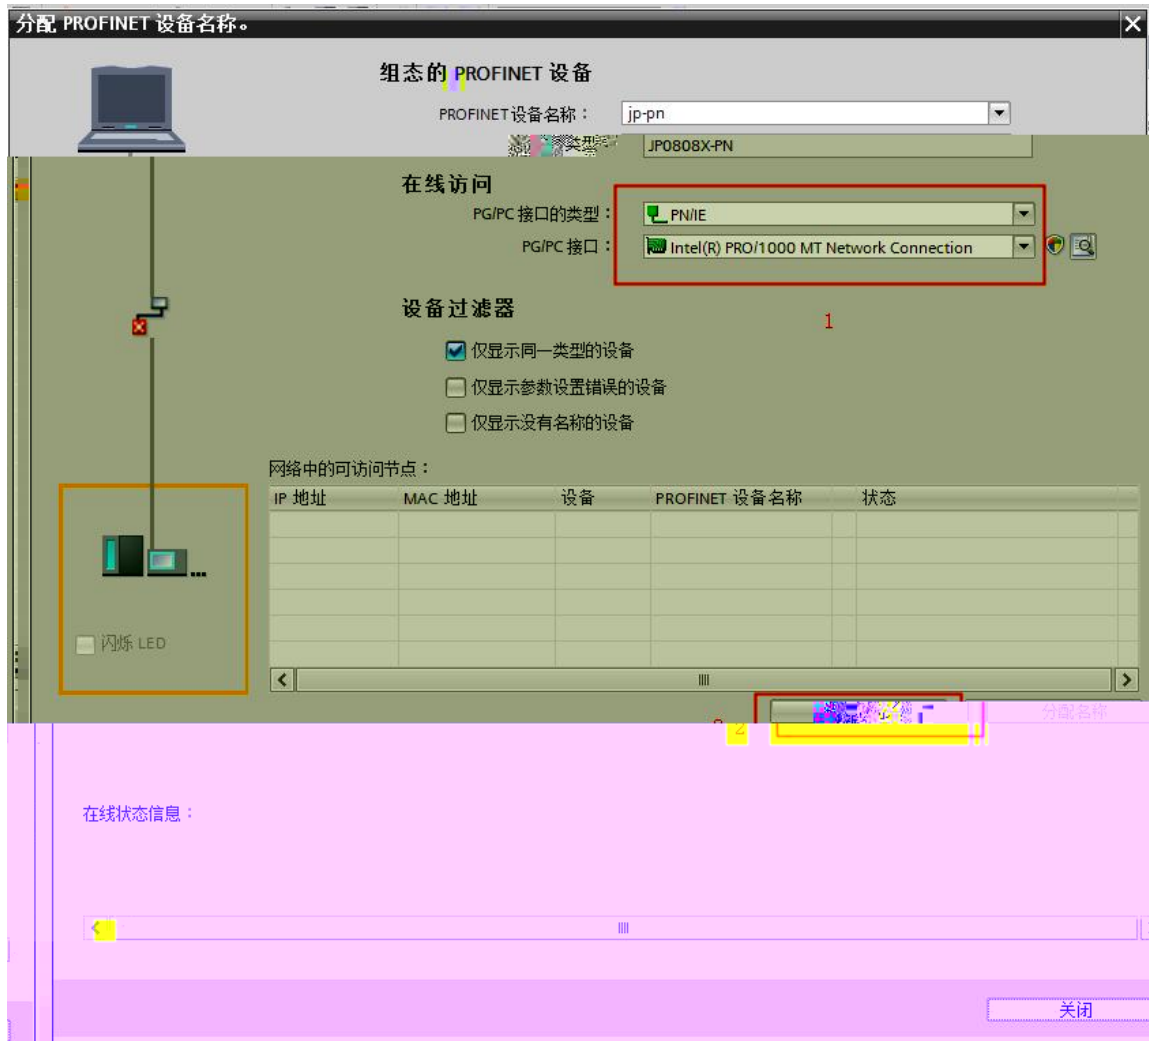 分配 PROFINET 设备名称。
组态的 PROFINET 设备
PROFINET设备名称： jp-pn
类型 JP0808X-PN
在线访问
PG/PC 接口的类型： PN/IE
PG/PC 接口： Intel(R) PRO/1000 MT Network Connection
设备过滤器
1
仅显示同一类型的设备
仅显示参数设置错误的设备
仅显示没有名称的设备
网络中的可访问节点：
IP 地址 MAC 地址 设备 PROFINET 设备名称 状态
闪烁 LED
2 分配名称
在线状态信息：
关闭